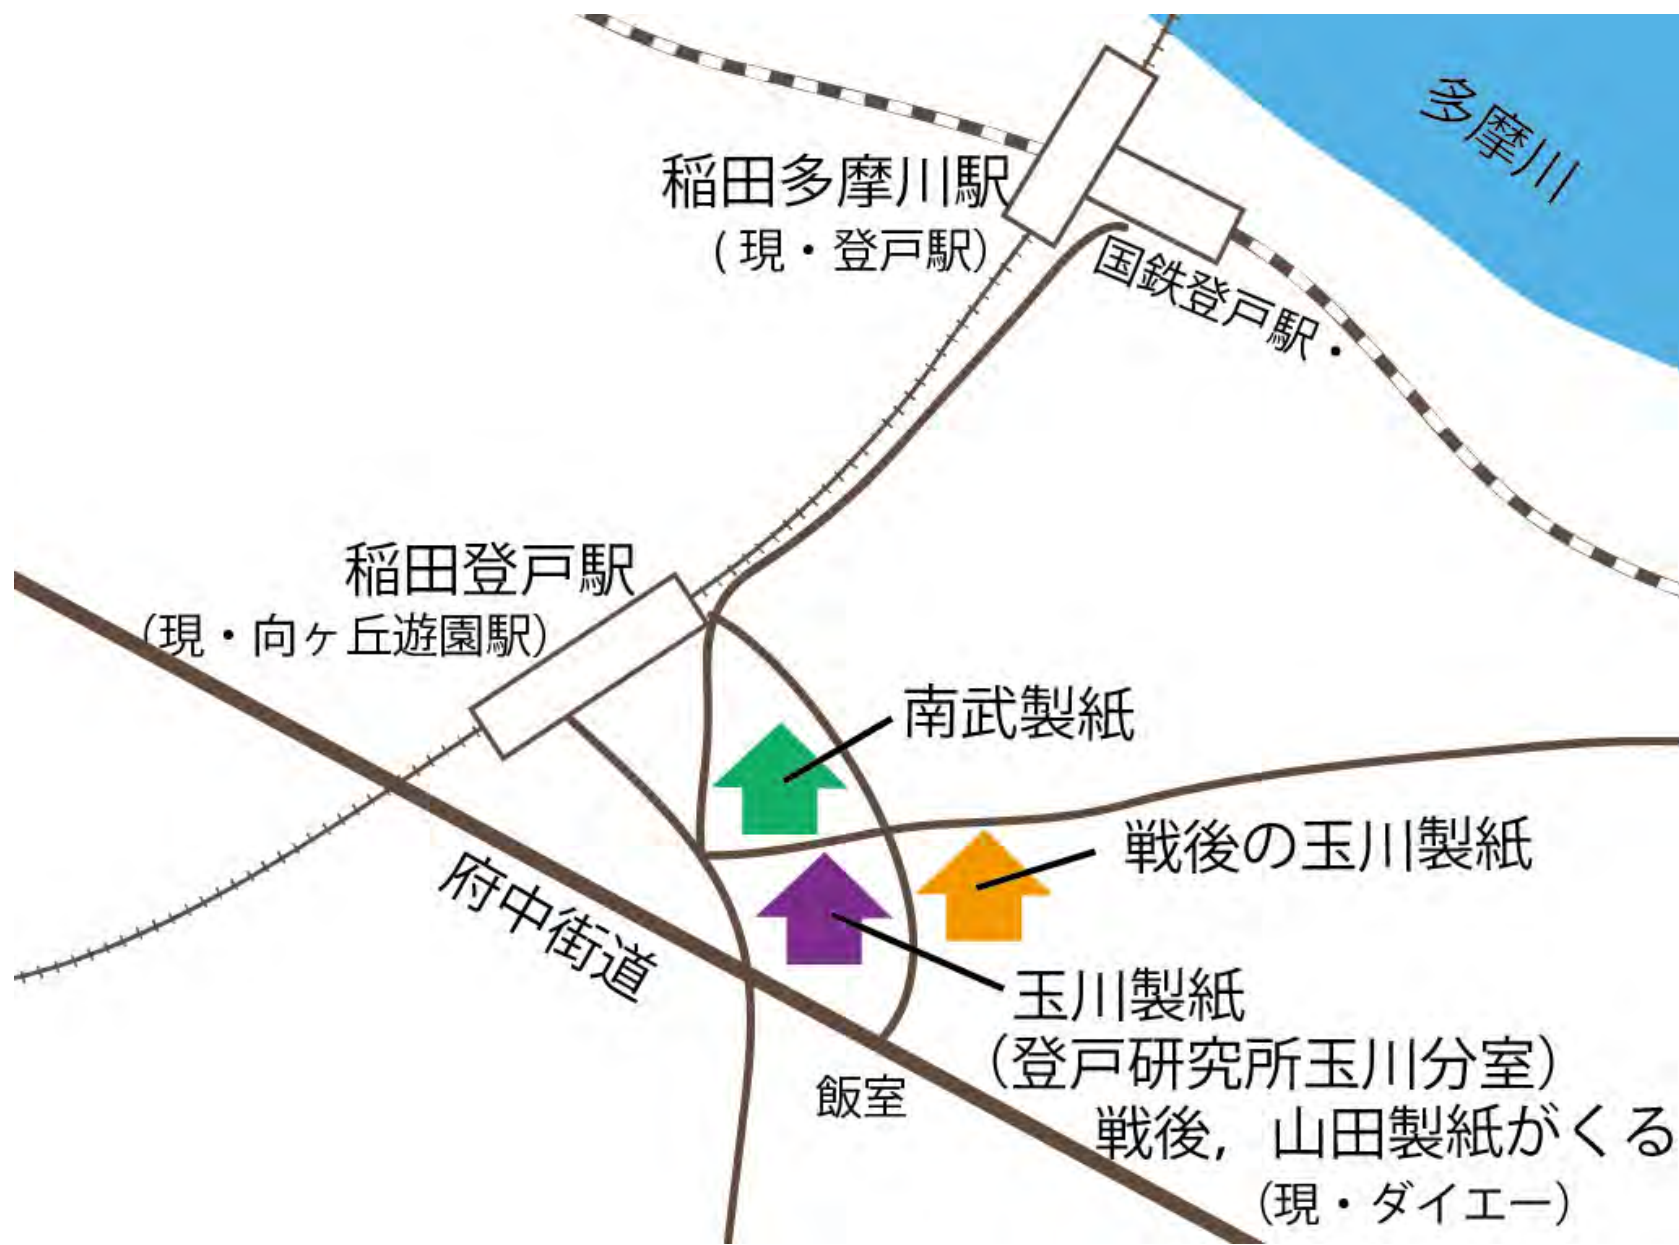 多摩川
稲田多摩川駅
(現・登戸駅)
国鉄登戸駅・
稲田登戸駅
(現・向ヶ丘遊園駅)
南武製紙
戦後の玉川製紙
府中街道
玉川製紙
(登戸研究所玉川分室)
飯室
戦後,山田製紙がくる
(現・ダイエー)